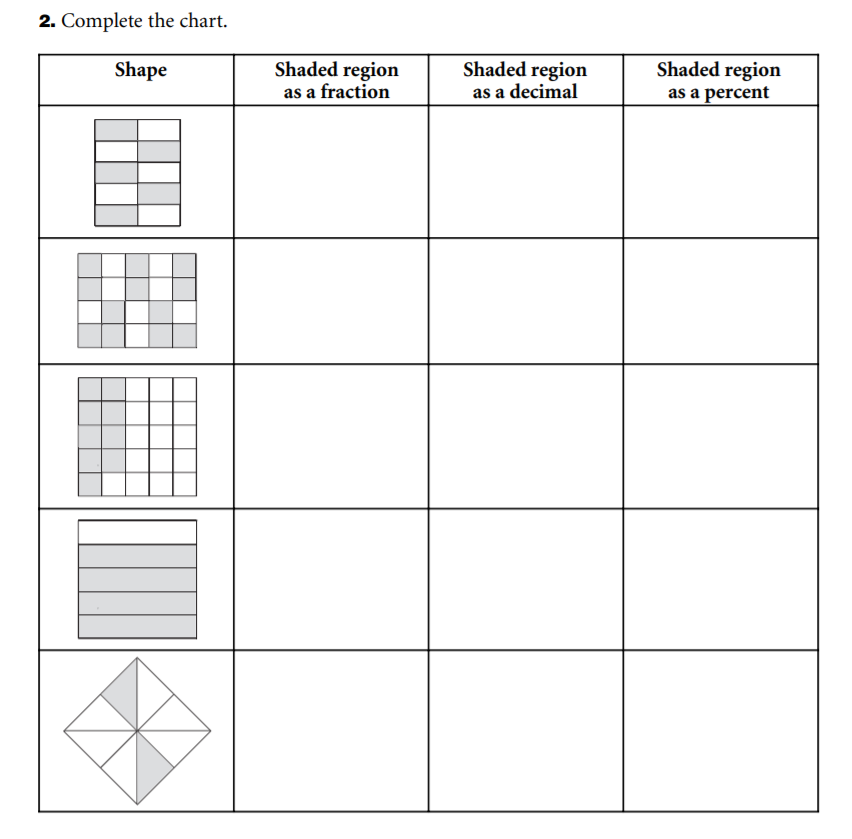 2. Complete the chart.
Shape
Shaded region
as a fraction
Shaded region
as a decimal
Shaded region
as a percent